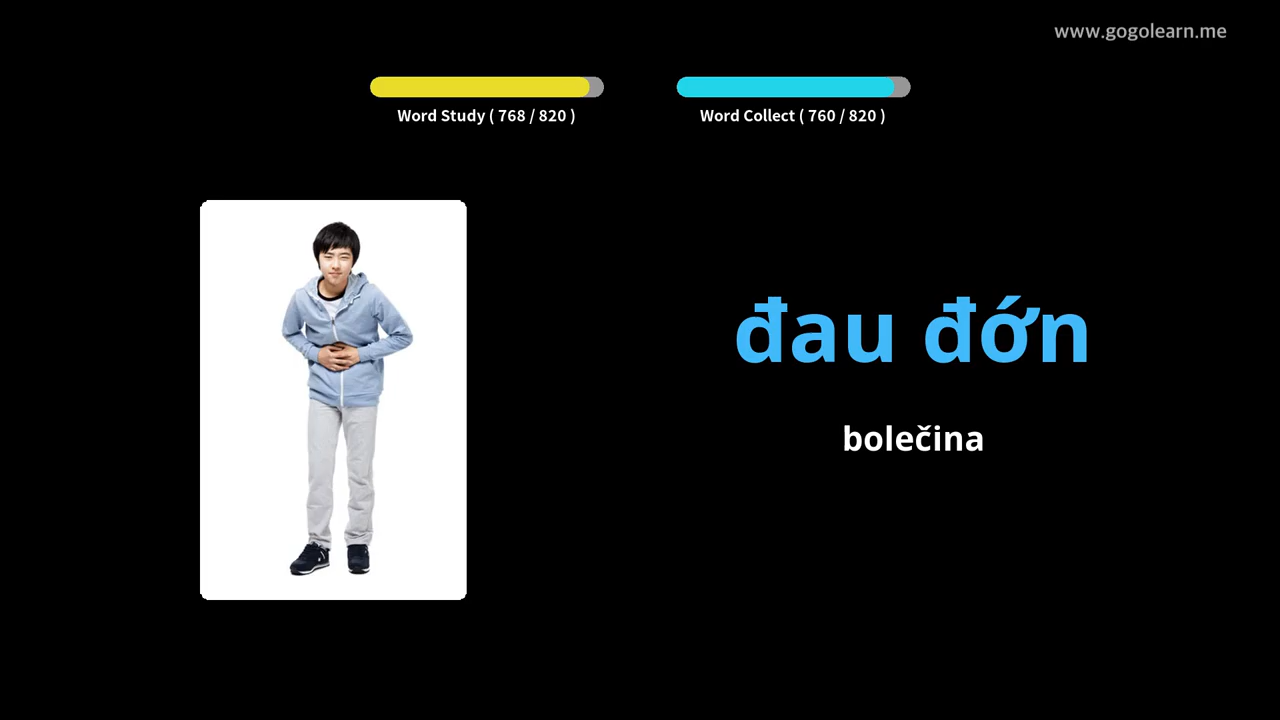 www.gogolearn.me
Word Study ( 768 / 820 )
Word Collect ( 760 / 820 )
đau đớn
bolečina